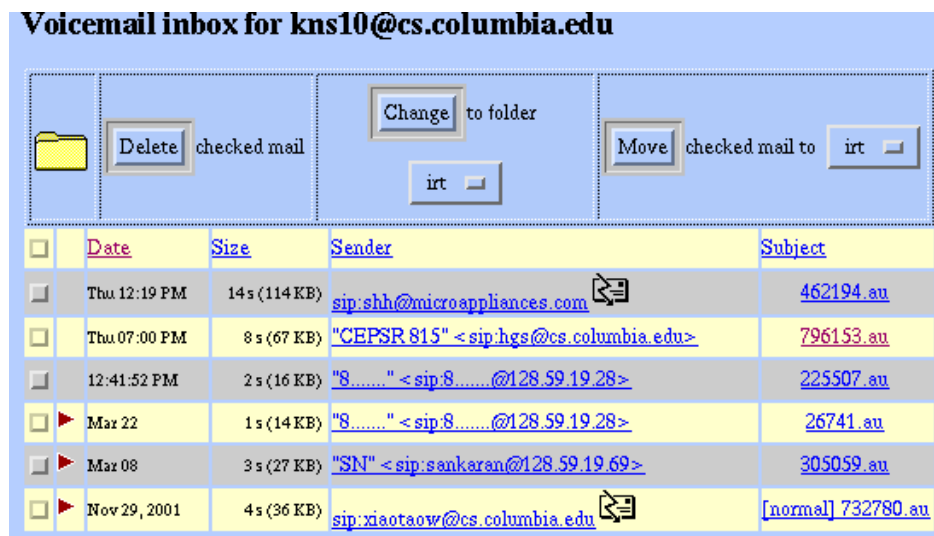 Voicemail inbox for kns10@cs.columbia.edu
Delete checked mail
Change to folder
irt
Move checked mail to irt
Date Size Sender Subject
Thu 12:19 PM 14 s (114 KB) sip:shh@microappliances.com 462194.au
Thu 07:00 PM 8 s (67 KB) "CEPSR 815" <sip:hgs@cs.columbia.edu> 796153.au
12:41:52 PM 2 s (16 KB) "8......." <sip:8.......@128.59.19.28> 225507.au
Mar 22 1 s (14 KB) "8......." <sip:8.......@128.59.19.28> 26741.au
Mar 08 3 s (27 KB) "SN" <sip:sankaran@128.59.19.69> 305059.au
Nov 29, 2001 4 s (36 KB) sip:xiaotaow@cs.columbia.edu [normal] 732780.au